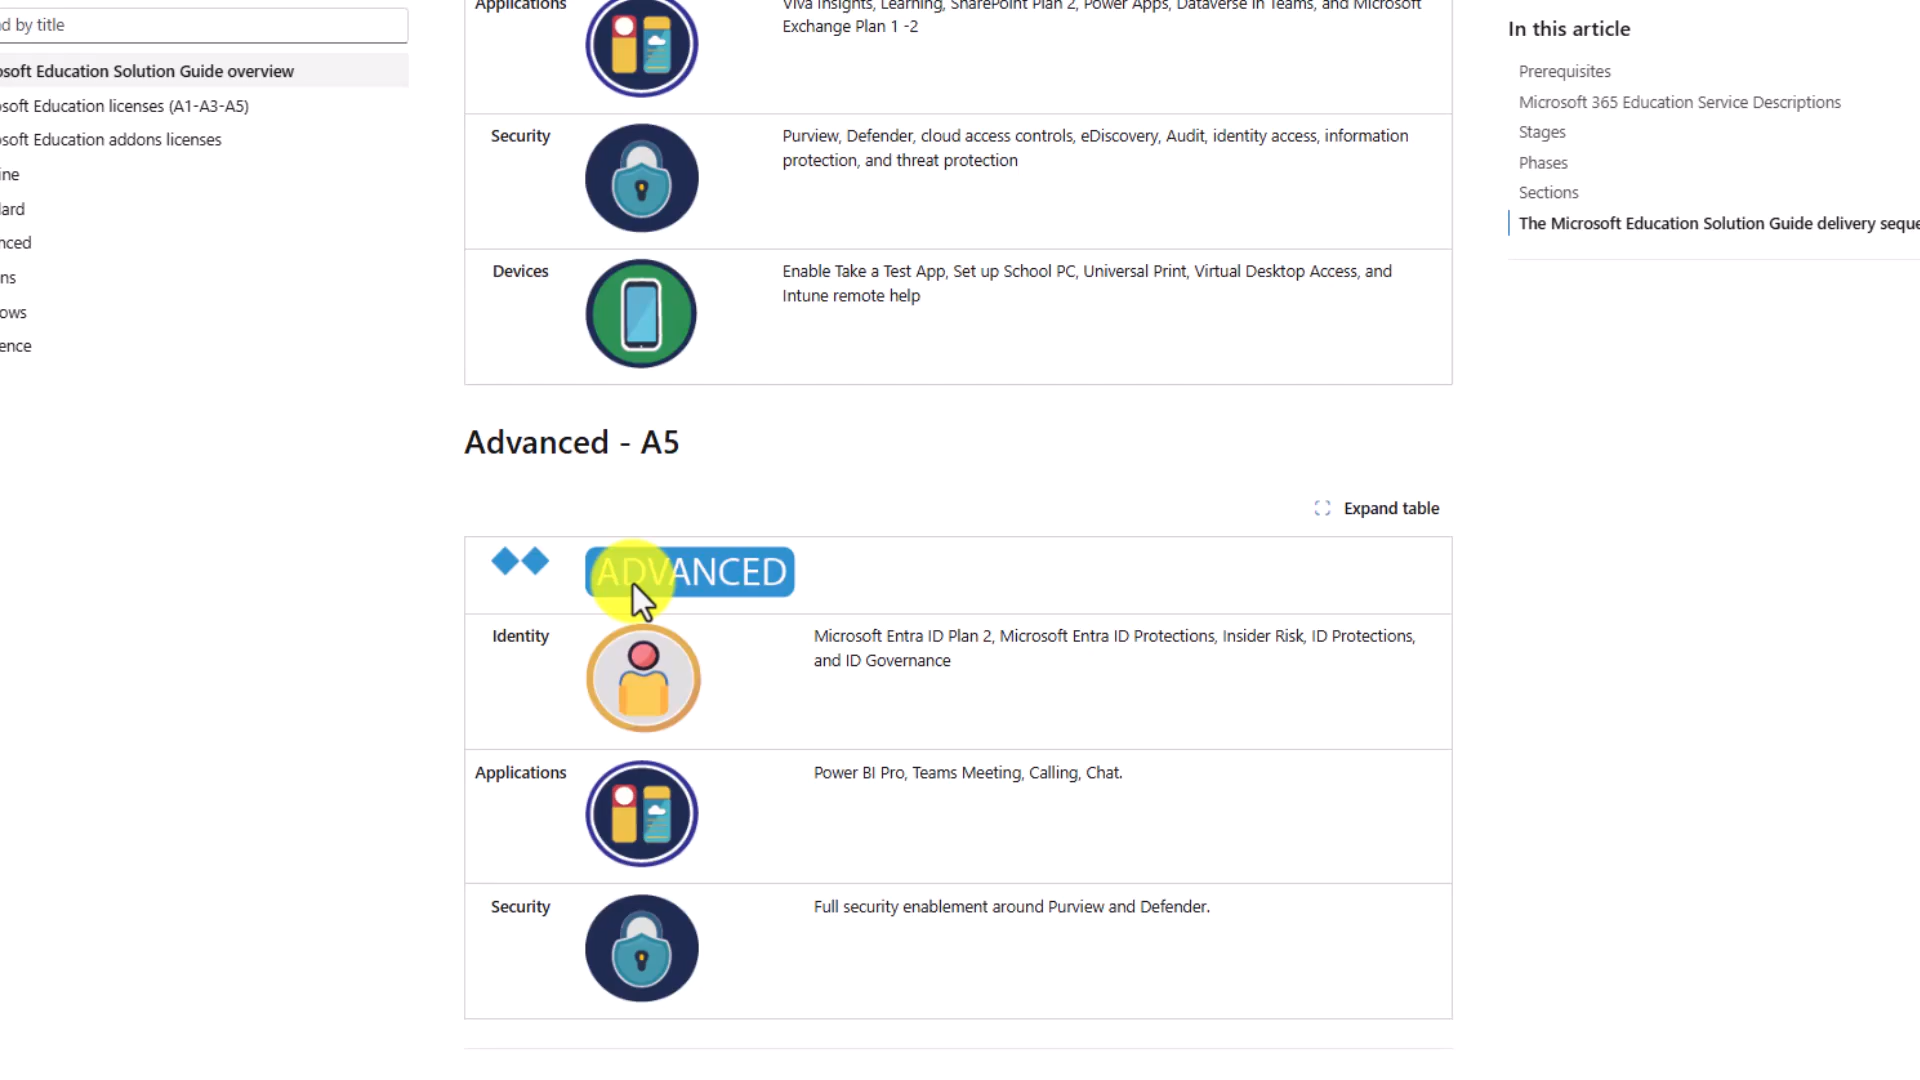 d by title
osoft Education Solution Guide overview
osoft Education licenses (A1-A3-A5)
osoft Education addons licenses
ine
lard
nced
ns
ows
ence
Applications
Viva Insights, Learning, SharePoint Plan 2, Power Apps, Dataverse in Teams, and Microsoft
Exchange Plan 1 -2
Security
Purview, Defender, cloud access controls, eDiscovery, Audit, identity access, information
protection, and threat protection
Devices
Enable Take a Test App, Set up School PC, Universal Print, Virtual Desktop Access, and
Intune remote help
Advanced - A5
Expand table
ADVANCED
Identity
Microsoft Entra ID Plan 2, Microsoft Entra ID Protections, Insider Risk, ID Protections,
and ID Governance
Applications
Power BI Pro, Teams Meeting, Calling, Chat.
Security
Full security enablement around Purview and Defender.
In this article
Prerequisites
Microsoft 365 Education Service Descriptions
Stages
Phases
Sections
The Microsoft Education Solution Guide delivery seque